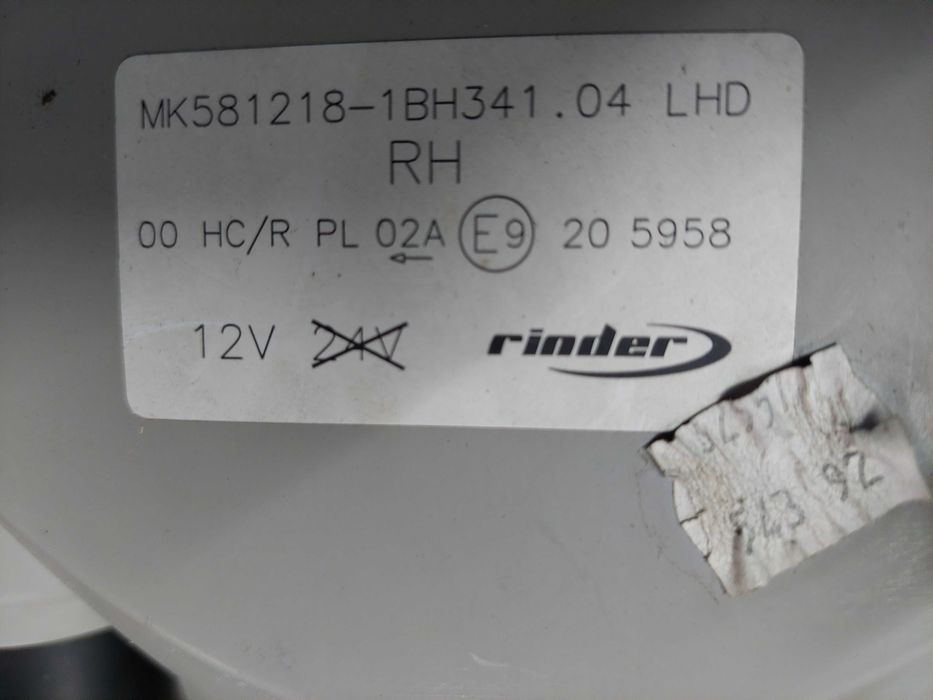 MK581218-1BH341.04 LHD
RH
00 HC/R PL 02A E9 20 5958
←
12V 24V rinder